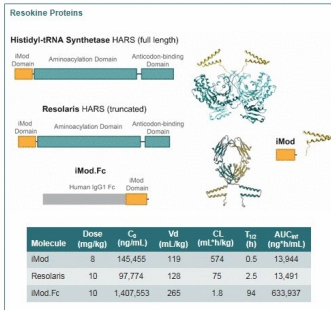 Resokine Proteins
Histidyl-tRNA Synthetase HARS (full length)
iMod Domain
Aminoacylation Domain
Anticodon-binding Domain
Resolaris HARS (truncated)
iMod Domain
Aminoacylation Domain
Anticodon-binding Domain
iMod
iMod.Fc
Human IgG1 Fc
iMod Domain
Molecule Dose (mg/kg) C0 (ng/mL) Vd (mL/kg) CL (mL*h/kg) T1/2 (h) AUCinf (ng*h/mL)
iMod 8 145,455 119 574 0.5 13,944
Resolaris 10 97,774 128 75 2.5 13,491
iMod.Fc 10 1,407,553 265 1.8 94 633,937